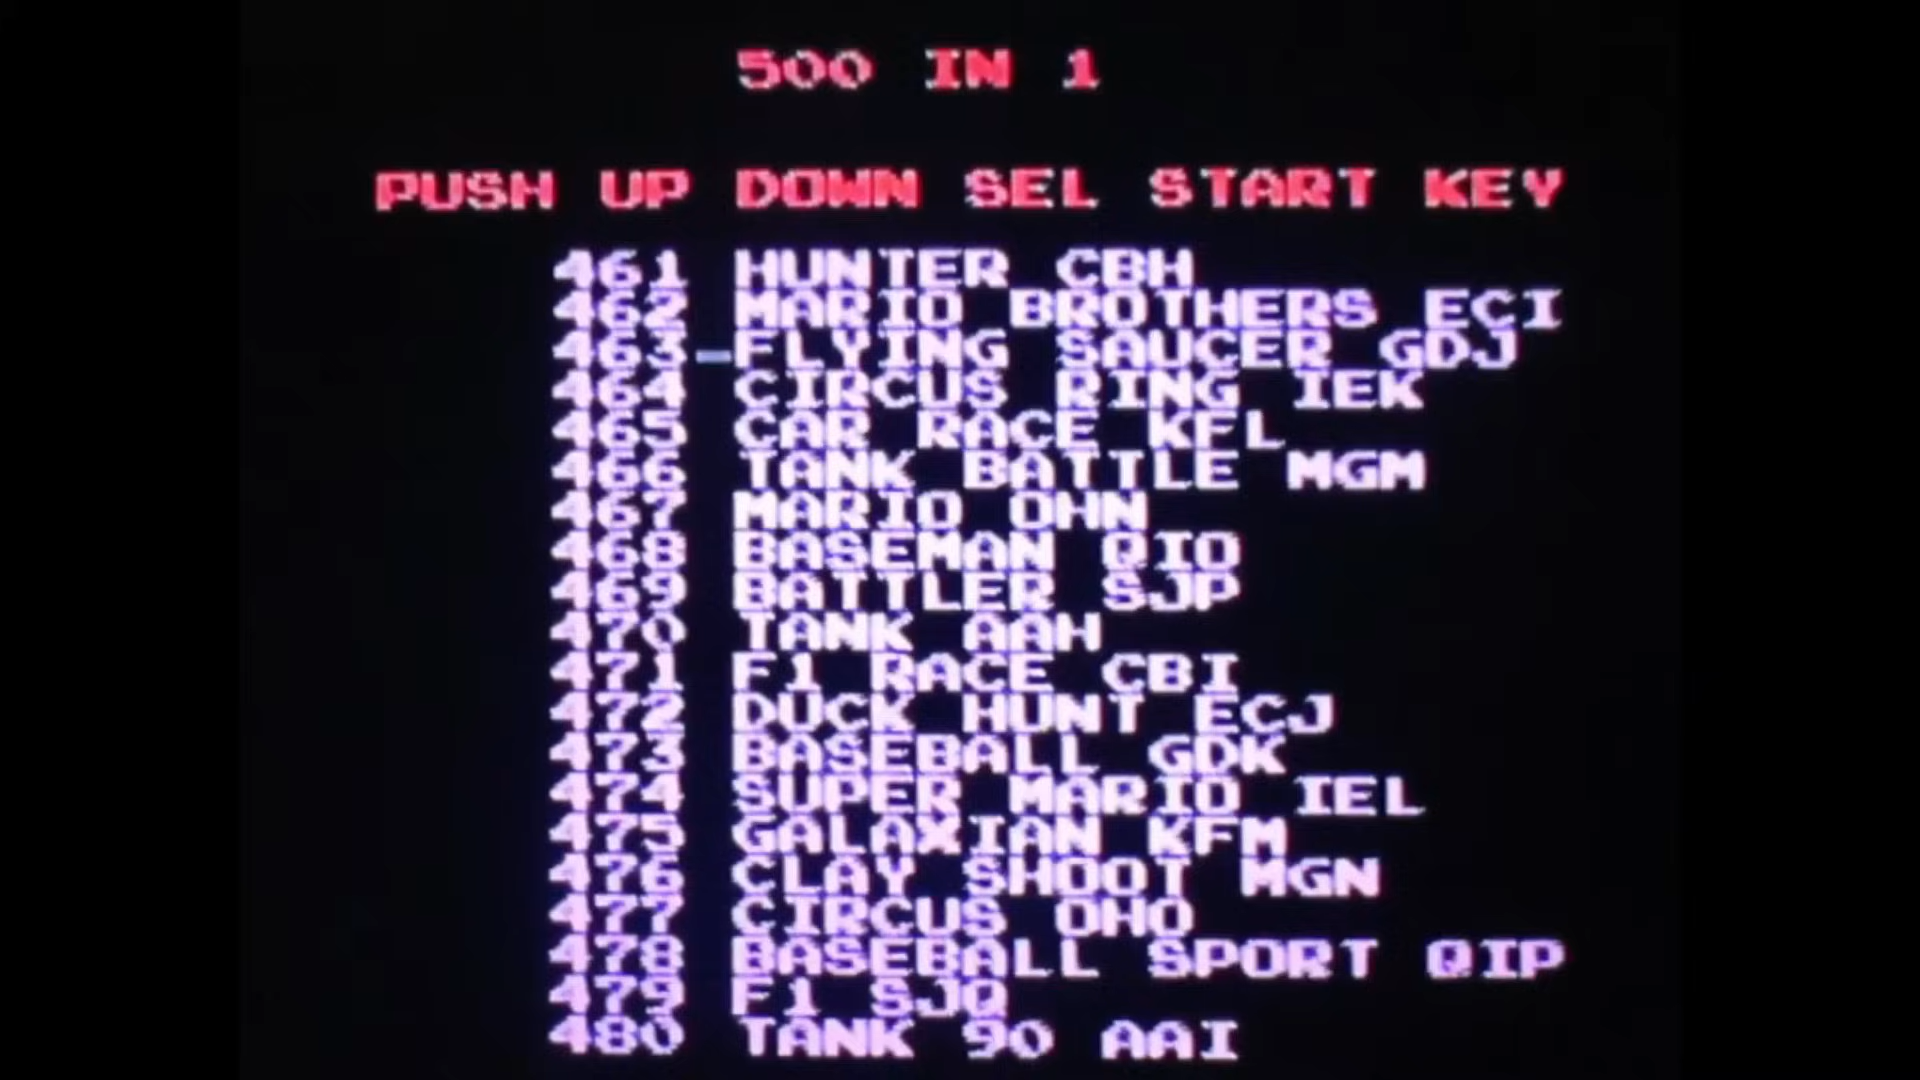 500 IN 1
PUSH UP DOWN SEL START KEY
461 HUNTER CBH
462 MARIO BROTHERS ECI
463 FLYING SAUCER GDJ
464 CIRCUS RING IEK
465 CAR RACE KFL
466 TANK BATTLE MGM
467 MARIO OHN
468 BASEMAN QIO
469 BATTLER SJP
470 TANK AAH
471 F1 RACE CBI
472 DUCK HUNT ECJ
473 BASEBALL GDK
474 SUPER MARIO IEL
475 GALAXIAN KFM
476 CLAY SHOOT MGN
477 CIRCUS OHO
478 BASEBALL SPORT QIP
479 F1 SJQ
480 TANK 90 AAI